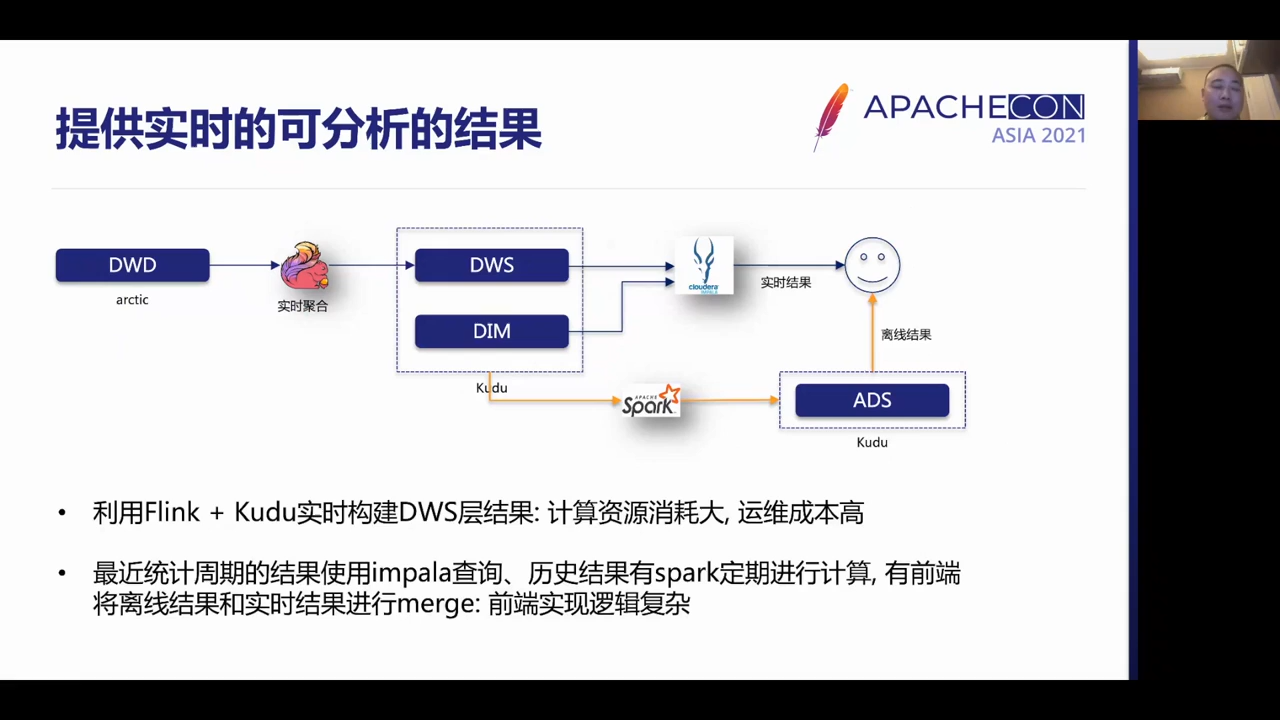 提供实时的可分析的结果
APACHECON
ASIA 2021
DWD
arctic
实时聚合
DWS
DIM
Kudu
cloudera
实时结果
离线结果
APACHE
Spark
ADS
Kudu
• 利用Flink + Kudu实时构建DWS层结果: 计算资源消耗大, 运维成本高
• 最近统计周期的结果使用impala查询、历史结果有spark定期进行计算, 有前端
将离线结果和实时结果进行merge: 前端实现逻辑复杂